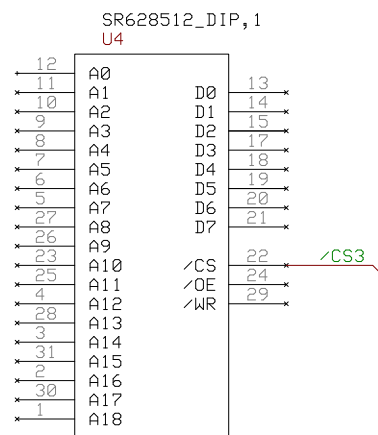 SR628512_DIP,1
U4
12 A0
11 A1 D0 13
10 A2 D1 14
9 A3 D2 15
8 A4 D3 17
7 A5 D4 18
6 A6 D5 19
5 A7 D6 20
27 A8 D7 21
26 A9
23 A10 /CS 22 /CS3
25 A11 /OE 24
4 A12 /WR 29
28 A13
3 A14
31 A15
2 A16
30 A17
1 A18